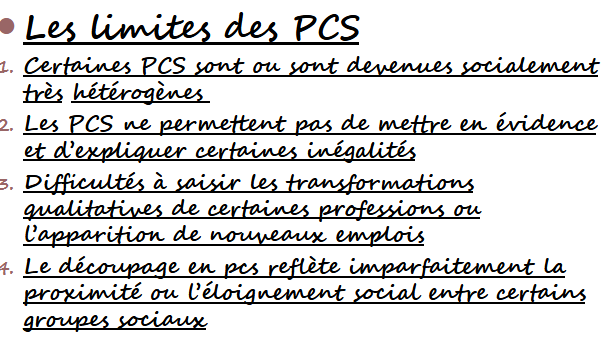 Les limites des PCS
1. Certaines PCS sont ou sont devenues socialement
très hétérogènes
2. Les PCS ne permettent pas de mettre en évidence
et d'expliquer certaines inégalités
3. Difficultés à saisir les transformations
qualitatives de certaines professions ou
l'apparition de nouveaux emplois
4. Le découpage en pcs reflète imparfaitement la
proximité ou l'éloignement social entre certains
groupes sociaux